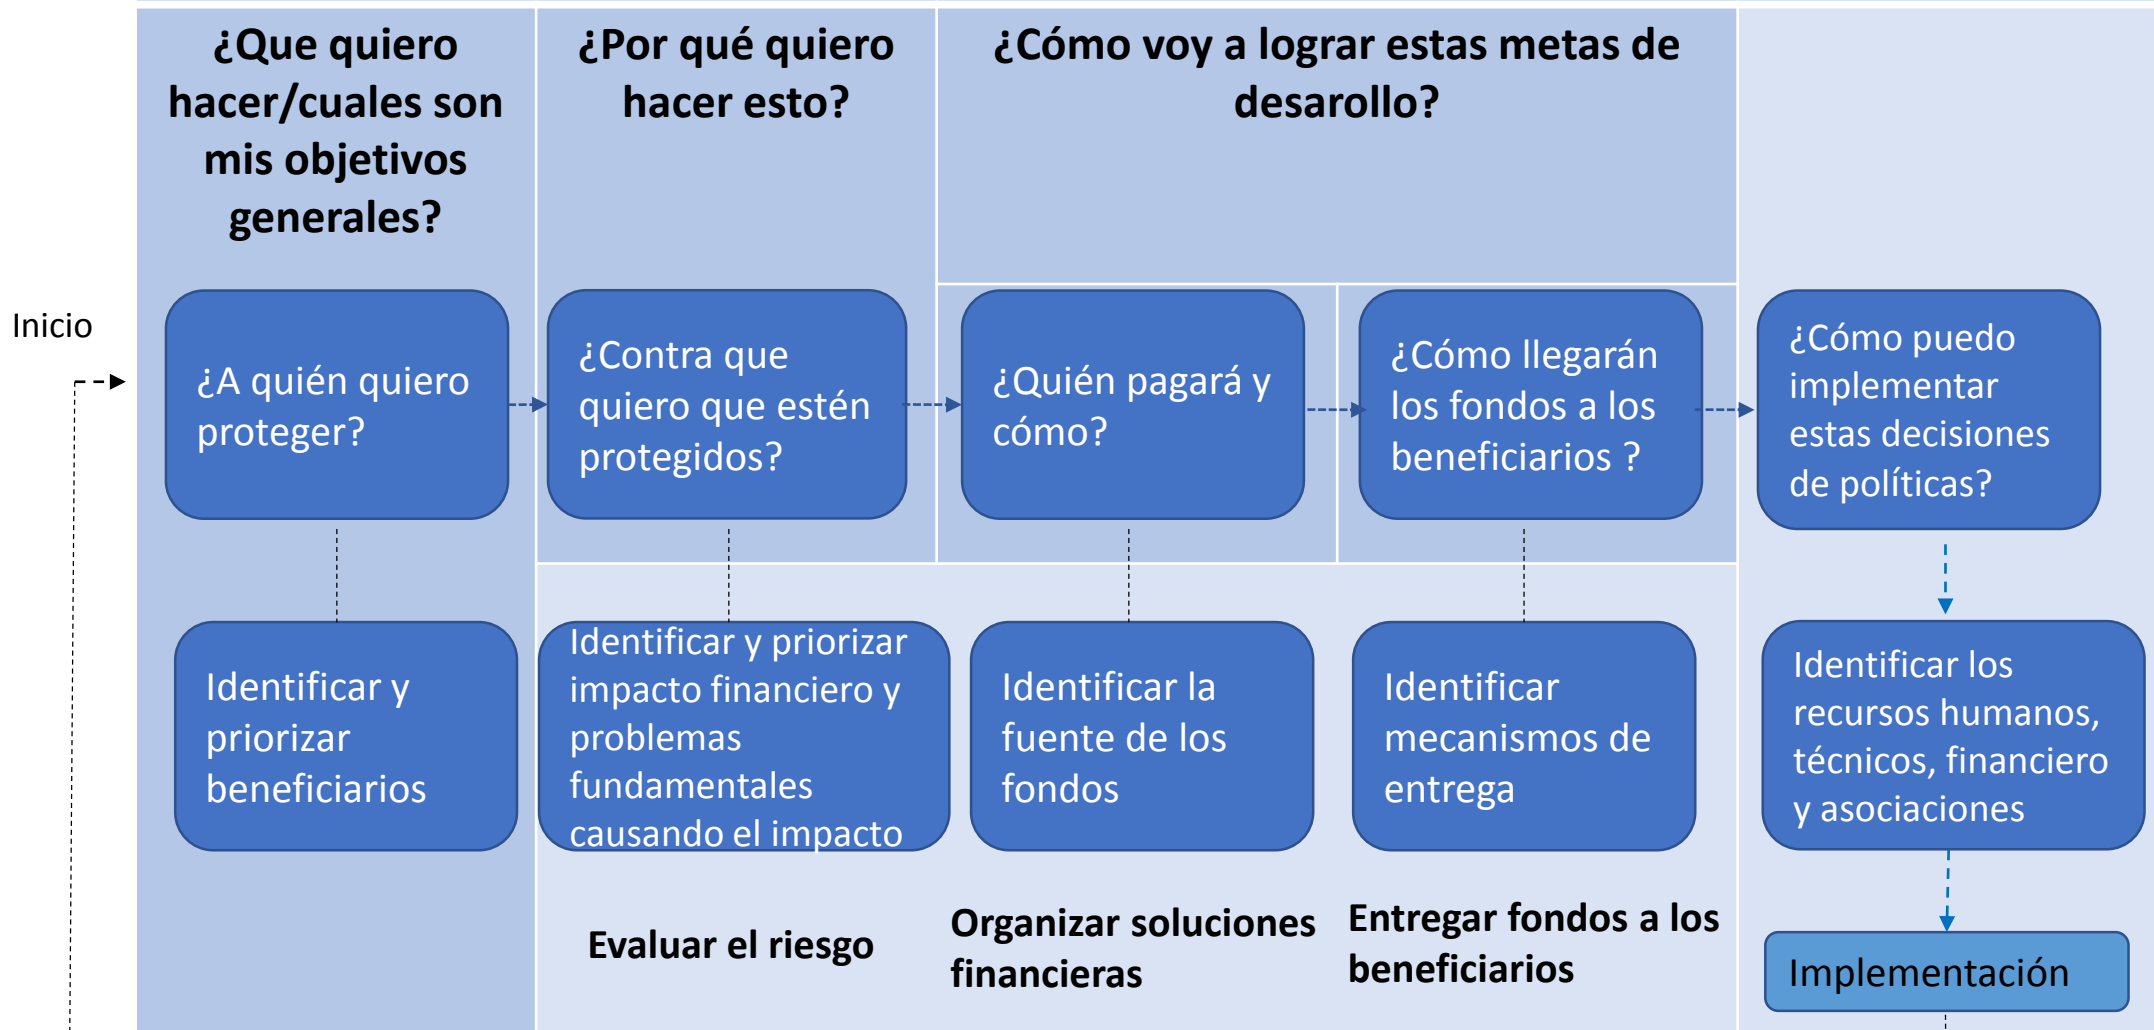 ¿Que quiero
hacer/cuales son
mis objetivos
generales?
¿Por qué quiero
hacer esto?
¿Cómo voy a lograr estas metas de
desarollo?
Inicio
¿A quién quiero
proteger?
¿Contra que
quiero que estén
protegidos?
¿Quién pagará y
cómo?
¿Cómo llegarán
los fondos a los
beneficiarios ?
¿Cómo puedo
implementar
estas decisiones
de políticas?
Identificar y
priorizar
beneficiarios
Identificar y priorizar
impacto financiero y
problemas
fundamentales
causando el impacto
Identificar la
fuente de los
fondos
Identificar
mecanismos de
entrega
Identificar los
recursos humanos,
técnicos, financiero
y asociaciones
Evaluar el riesgo
Organizar soluciones
financieras
Entregar fondos a los
beneficiarios
Implementación